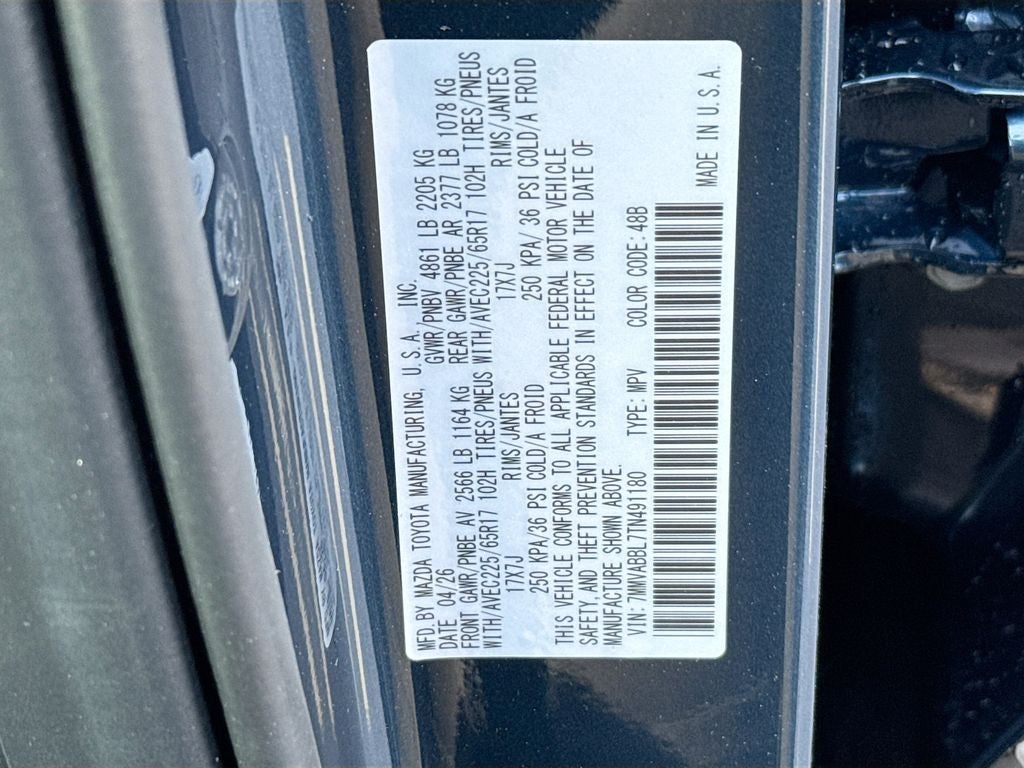 MFD.BY MAZDA TOYOTA MANUFACTURING, U.S.A., INC.
DATE 04/26 GVWR/PNBV 4861 LB 2205 KG
FRONT GAWR/PNBE AV 2566 LB 1164 KG REAR GAWR/PNBE AR 2377 LB 1078 KG
WITH/AVEC225/65R17 102H TIRES/PNEUS WITH/AVEC225/65R17 102H TIRES/PNEUS
17X7J RIMS/JANTES 17X7J RIMS/JANTES
250 KPA/36 PSI COLD/A FROID 250 KPA/ 36 PSI COLD/A FROID
THIS VEHICLE CONFORMS TO ALL APPLICABLE FEDERAL MOTOR VEHICLE
SAFETY AND THEFT PREVENTION STANDARDS IN EFFECT ON THE DATE OF
MANUFACTURE SHOWN ABOVE.
VIN: 7MMVABBL7TN491180 TYPE: MPV COLOR CODE: 48B
MADE IN U.S.A.